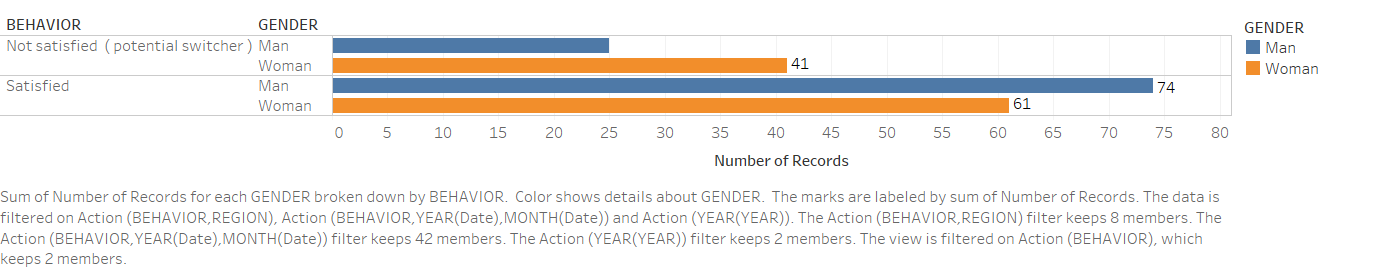 BEHAVIOR GENDER
Not satisfied ( potential switcher ) Man
Woman 41
Satisfied Man 74
Woman 61
0 5 10 15 20 25 30 35 40 45 50 55 60 65 70 75 80
Number of Records
GENDER
Man
Woman
Sum of Number of Records for each GENDER broken down by BEHAVIOR. Color shows details about GENDER. The marks are labeled by sum of Number of Records. The data is
filtered on Action (BEHAVIOR,REGION), Action (BEHAVIOR,YEAR(Date),MONTH(Date)) and Action (YEAR(YEAR)). The Action (BEHAVIOR,REGION) filter keeps 8 members. The
Action (BEHAVIOR,YEAR(Date),MONTH(Date)) filter keeps 42 members. The Action (YEAR(YEAR)) filter keeps 2 members. The view is filtered on Action (BEHAVIOR), which
keeps 2 members.